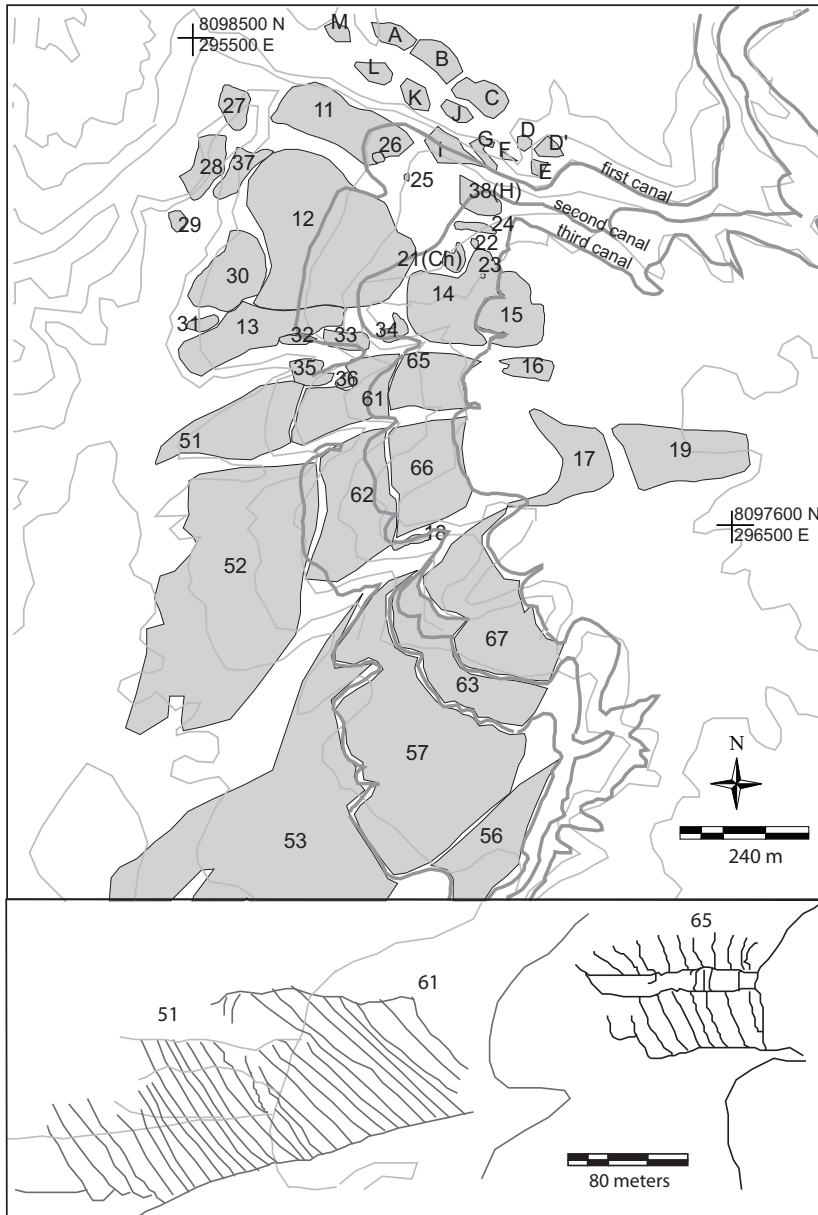 M
8098500 N
295500 E
A
B
L
C
K
J
27
11
D
G
D'
26
I
F
E
28
37
25
first canal
38(H)
12
29
second canal
24
22
third canal
21(Ch)
23
30
14
15
31
13
32
33
34
65
16
35
36
61
51
17
19
66
62
8097600 N
296500 E
18
52
67
63
57
N
56
53
240 m
65
61
51
80 meters